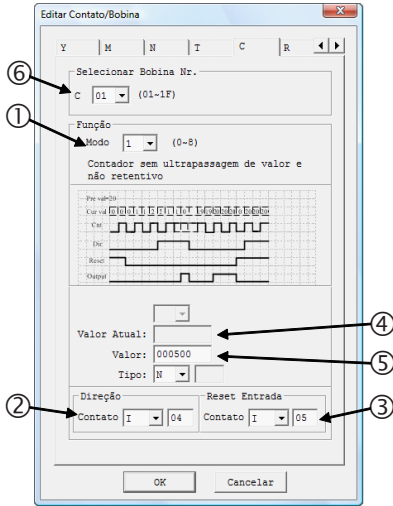 Editar Contato/Bobina
Y M N T C R
Selecionar Bobina Nr.
⑥ C 01 (01~1F)
Função
① Modo 1 (0~8)
Contador sem ultrapassagem de valor e
não retentivo
Pre val=20
Cur val
Cnt
Dir
Reset
Output
Valor Atual: ④
Valor: 000500 ⑤
Tipo: N
Direção Reset Entrada
② Contato I 04 Contato I 05 ③
OK Cancelar